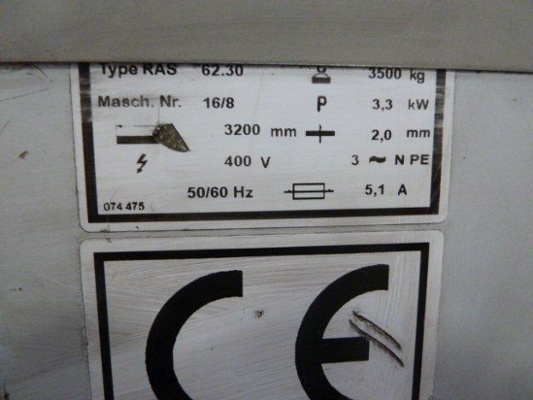 Type RAS 62.30 3500 kg
Masch. Nr. 16/8 P 3,3 kW
3200 mm 2,0 mm
400 V 3 ~ N PE
50/60 Hz 5,1 A
074 475
CE